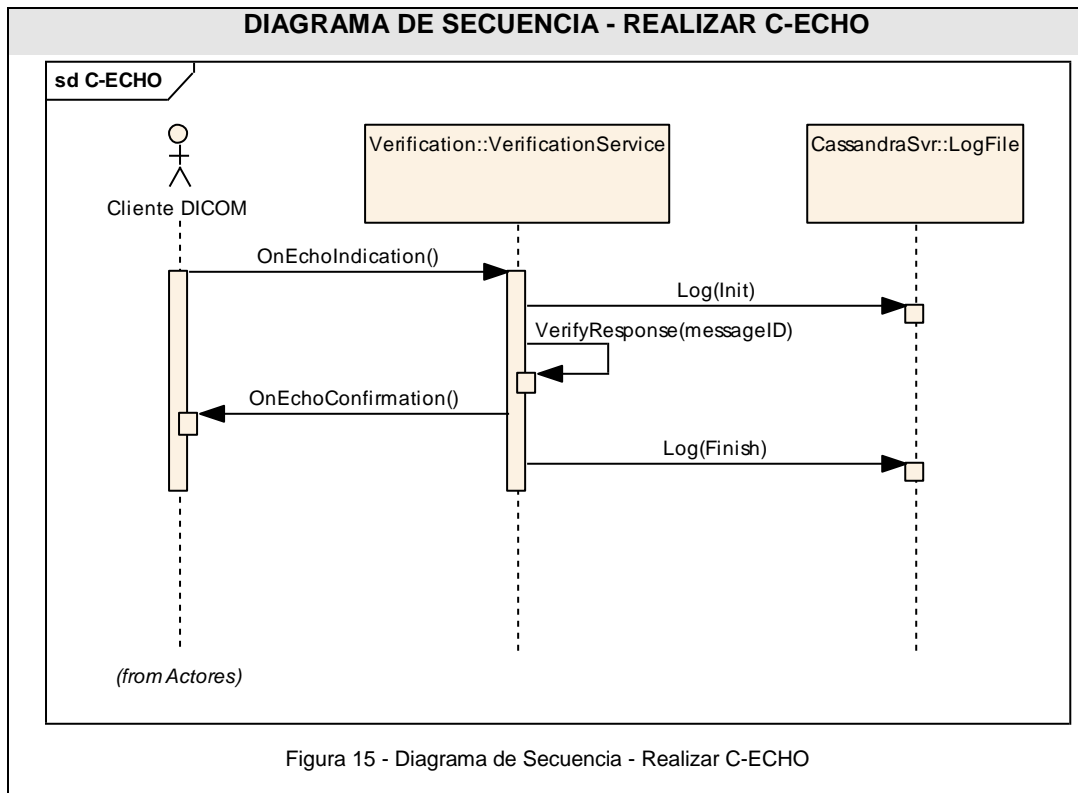 DIAGRAMA DE SECUENCIA - REALIZAR C-ECHO
sd C-ECHO
Verification::VerificationService
CassandraSvr::LogFile
Cliente DICOM
OnEchoIndication()
Log(Init)
VerifyResponse(messageID)
OnEchoConfirmation()
Log(Finish)
(from Actores)
Figura 15 - Diagrama de Secuencia - Realizar C-ECHO